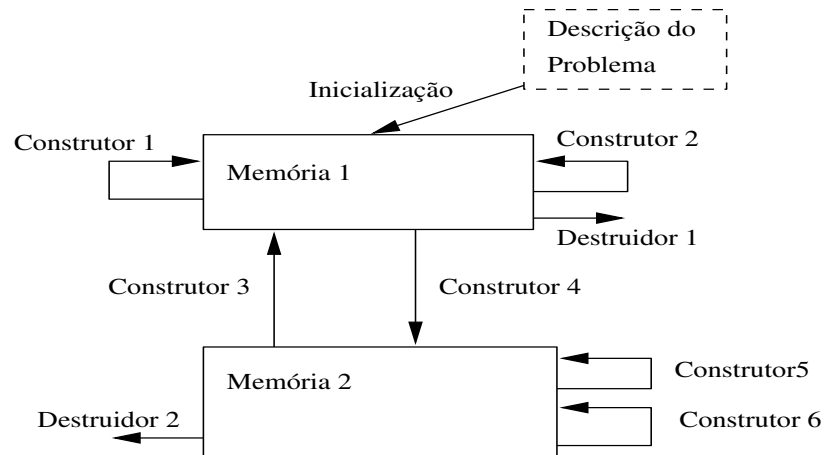 Descrição do
Problema
Inicialização
Construtor 1
Construtor 2
Memória 1
Destruidor 1
Construtor 3
Construtor 4
Memória 2
Construtor5
Construtor 6
Destruidor 2